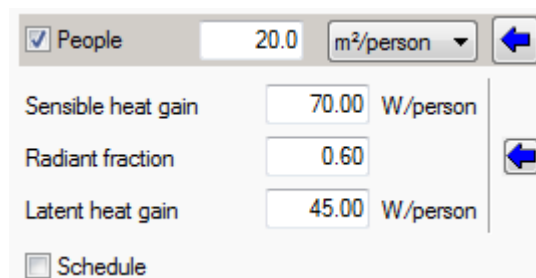 People 20.0 m²/person
Sensible heat gain 70.00 W/person
Radiant fraction 0.60
Latent heat gain 45.00 W/person
Schedule